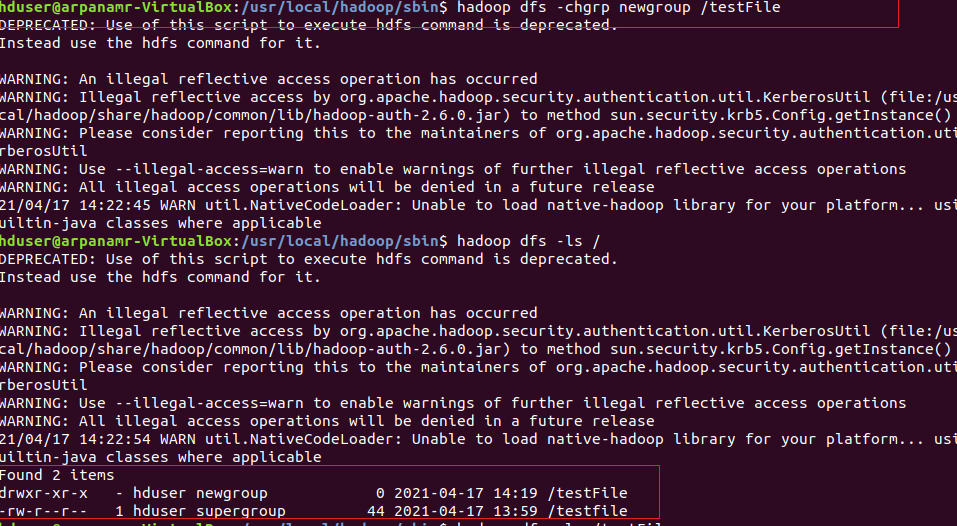 hduser@arpanamr-VirtualBox:/usr/local/hadoop/sbin$ hadoop dfs -chgrp newgroup /testFile
DEPRECATED: Use of this script to execute hdfs command is deprecated.
Instead use the hdfs command for it.
WARNING: An illegal reflective access operation has occurred
WARNING: Illegal reflective access by org.apache.hadoop.security.authentication.util.KerberosUtil (file:/us
cal/hadoop/share/hadoop/common/lib/hadoop-auth-2.6.0.jar) to method sun.security.krb5.Config.getInstance()
WARNING: Please consider reporting this to the maintainers of org.apache.hadoop.security.authentication.uti
rberosUtil
WARNING: Use --illegal-access=warn to enable warnings of further illegal reflective access operations
WARNING: All illegal access operations will be denied in a future release
21/04/17 14:22:45 WARN util.NativeCodeLoader: Unable to load native-hadoop library for your platform... usi
uiltin-java classes where applicable
hduser@arpanamr-VirtualBox:/usr/local/hadoop/sbin$ hadoop dfs -ls /
DEPRECATED: Use of this script to execute hdfs command is deprecated.
Instead use the hdfs command for it.
WARNING: An illegal reflective access operation has occurred
WARNING: Illegal reflective access by org.apache.hadoop.security.authentication.util.KerberosUtil (file:/us
cal/hadoop/share/hadoop/common/lib/hadoop-auth-2.6.0.jar) to method sun.security.krb5.Config.getInstance()
WARNING: Please consider reporting this to the maintainers of org.apache.hadoop.security.authentication.uti
rberosUtil
WARNING: Use --illegal-access=warn to enable warnings of further illegal reflective access operations
WARNING: All illegal access operations will be denied in a future release
21/04/17 14:22:54 WARN util.NativeCodeLoader: Unable to load native-hadoop library for your platform... usi
uiltin-java classes where applicable
Found 2 items
drwxr-xr-x   - hduser newgroup            0 2021-04-17 14:19 /testFile
-rw-r--r--   1 hduser supergroup         44 2021-04-17 13:59 /testfile